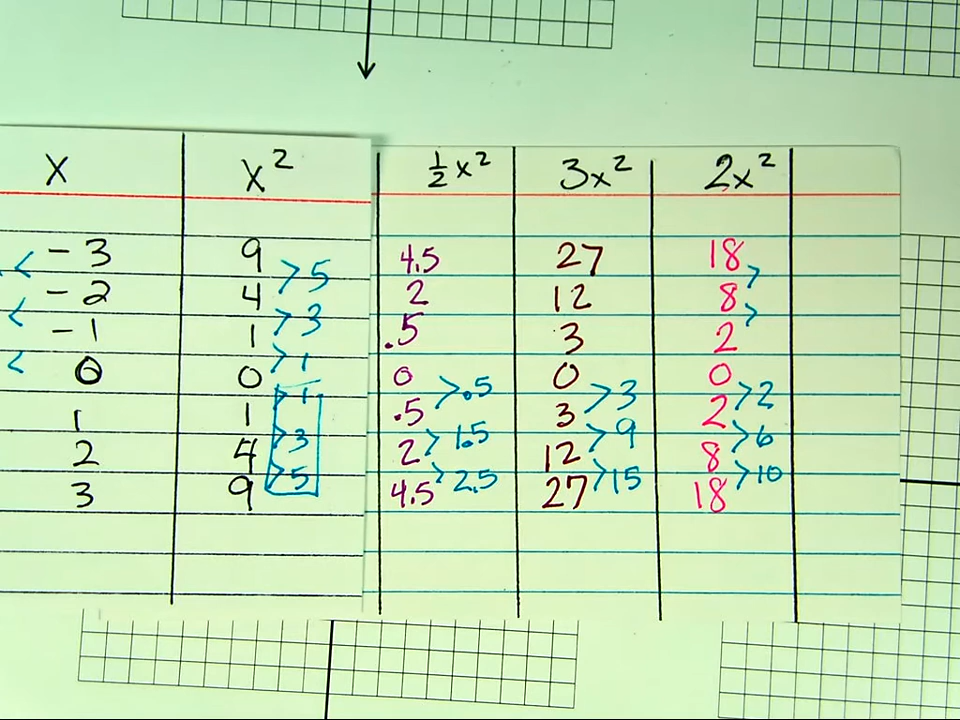 x x² ½x² 3x² 2x²
< -3 9 4.5 27 18
>5 >
< -2 4 2 12 8
>3 >
< -1 1 .5 3 2
>1
0 0 0 0 0
>1 >.5 >3 >2
1 1 .5 3 2
>3 >1.5 >9 >6
2 4 2 12 8
>5 >2.5 >15 >10
3 9 4.5 27 18